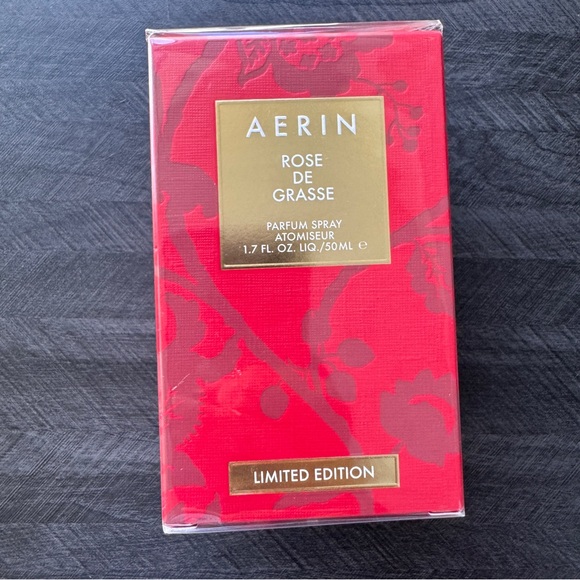 AERIN
ROSE
DE
GRASSE
PARFUM SPRAY
ATOMISEUR
1.7 FL. OZ. LIQ./50ML ℮
LIMITED EDITION